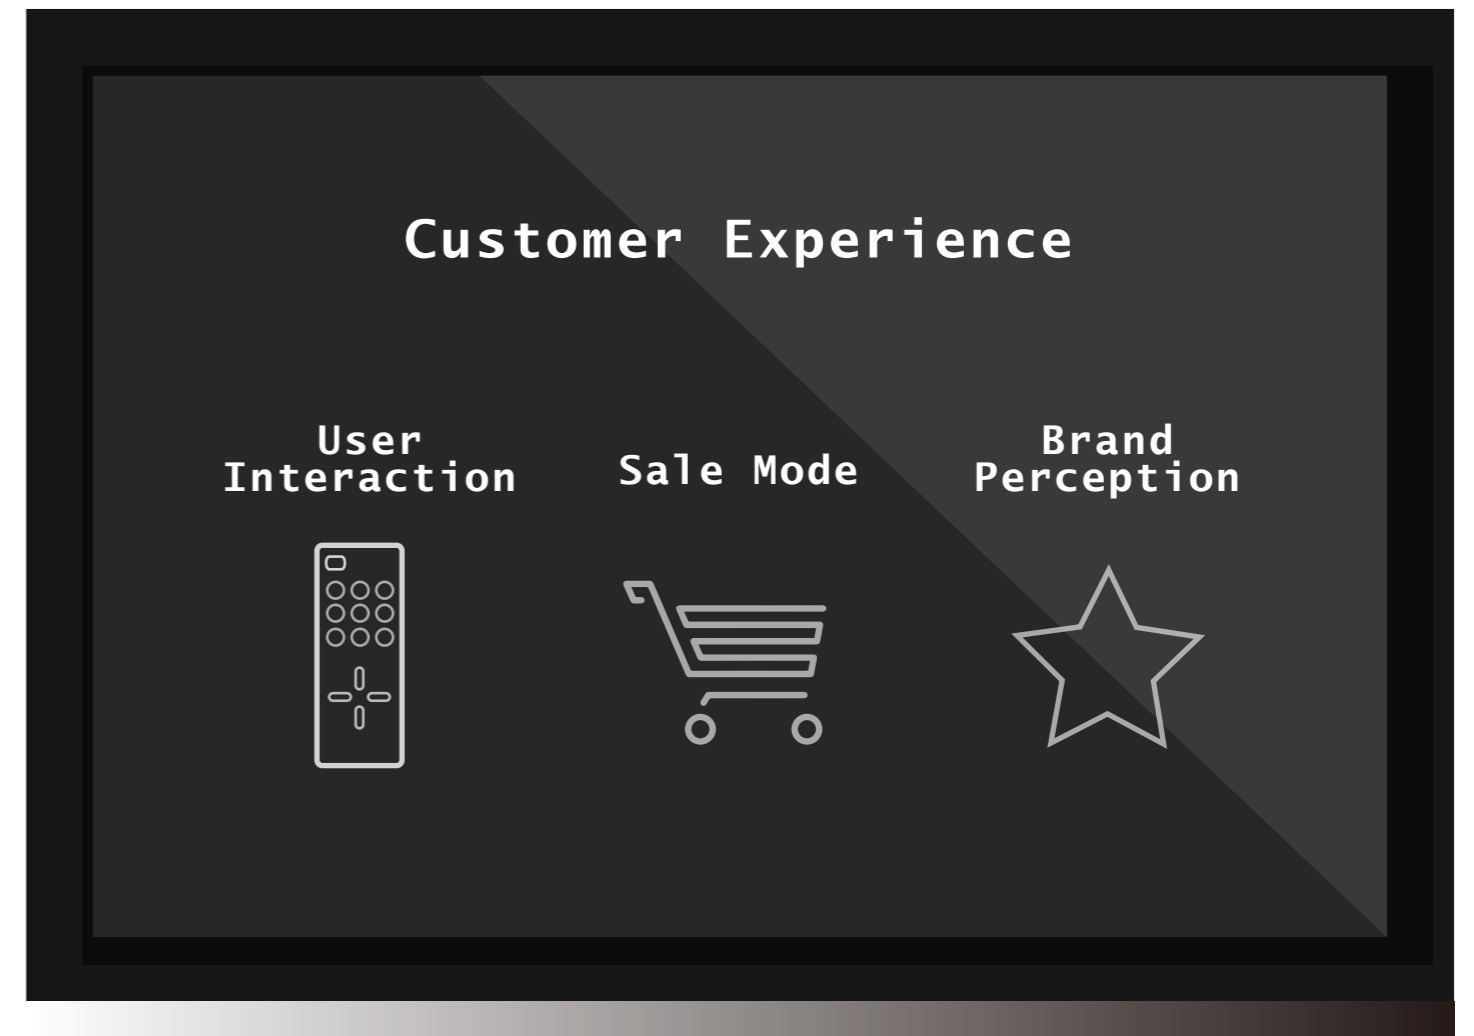 Customer Experience
User
Interaction
Sale Mode
Brand
Perception